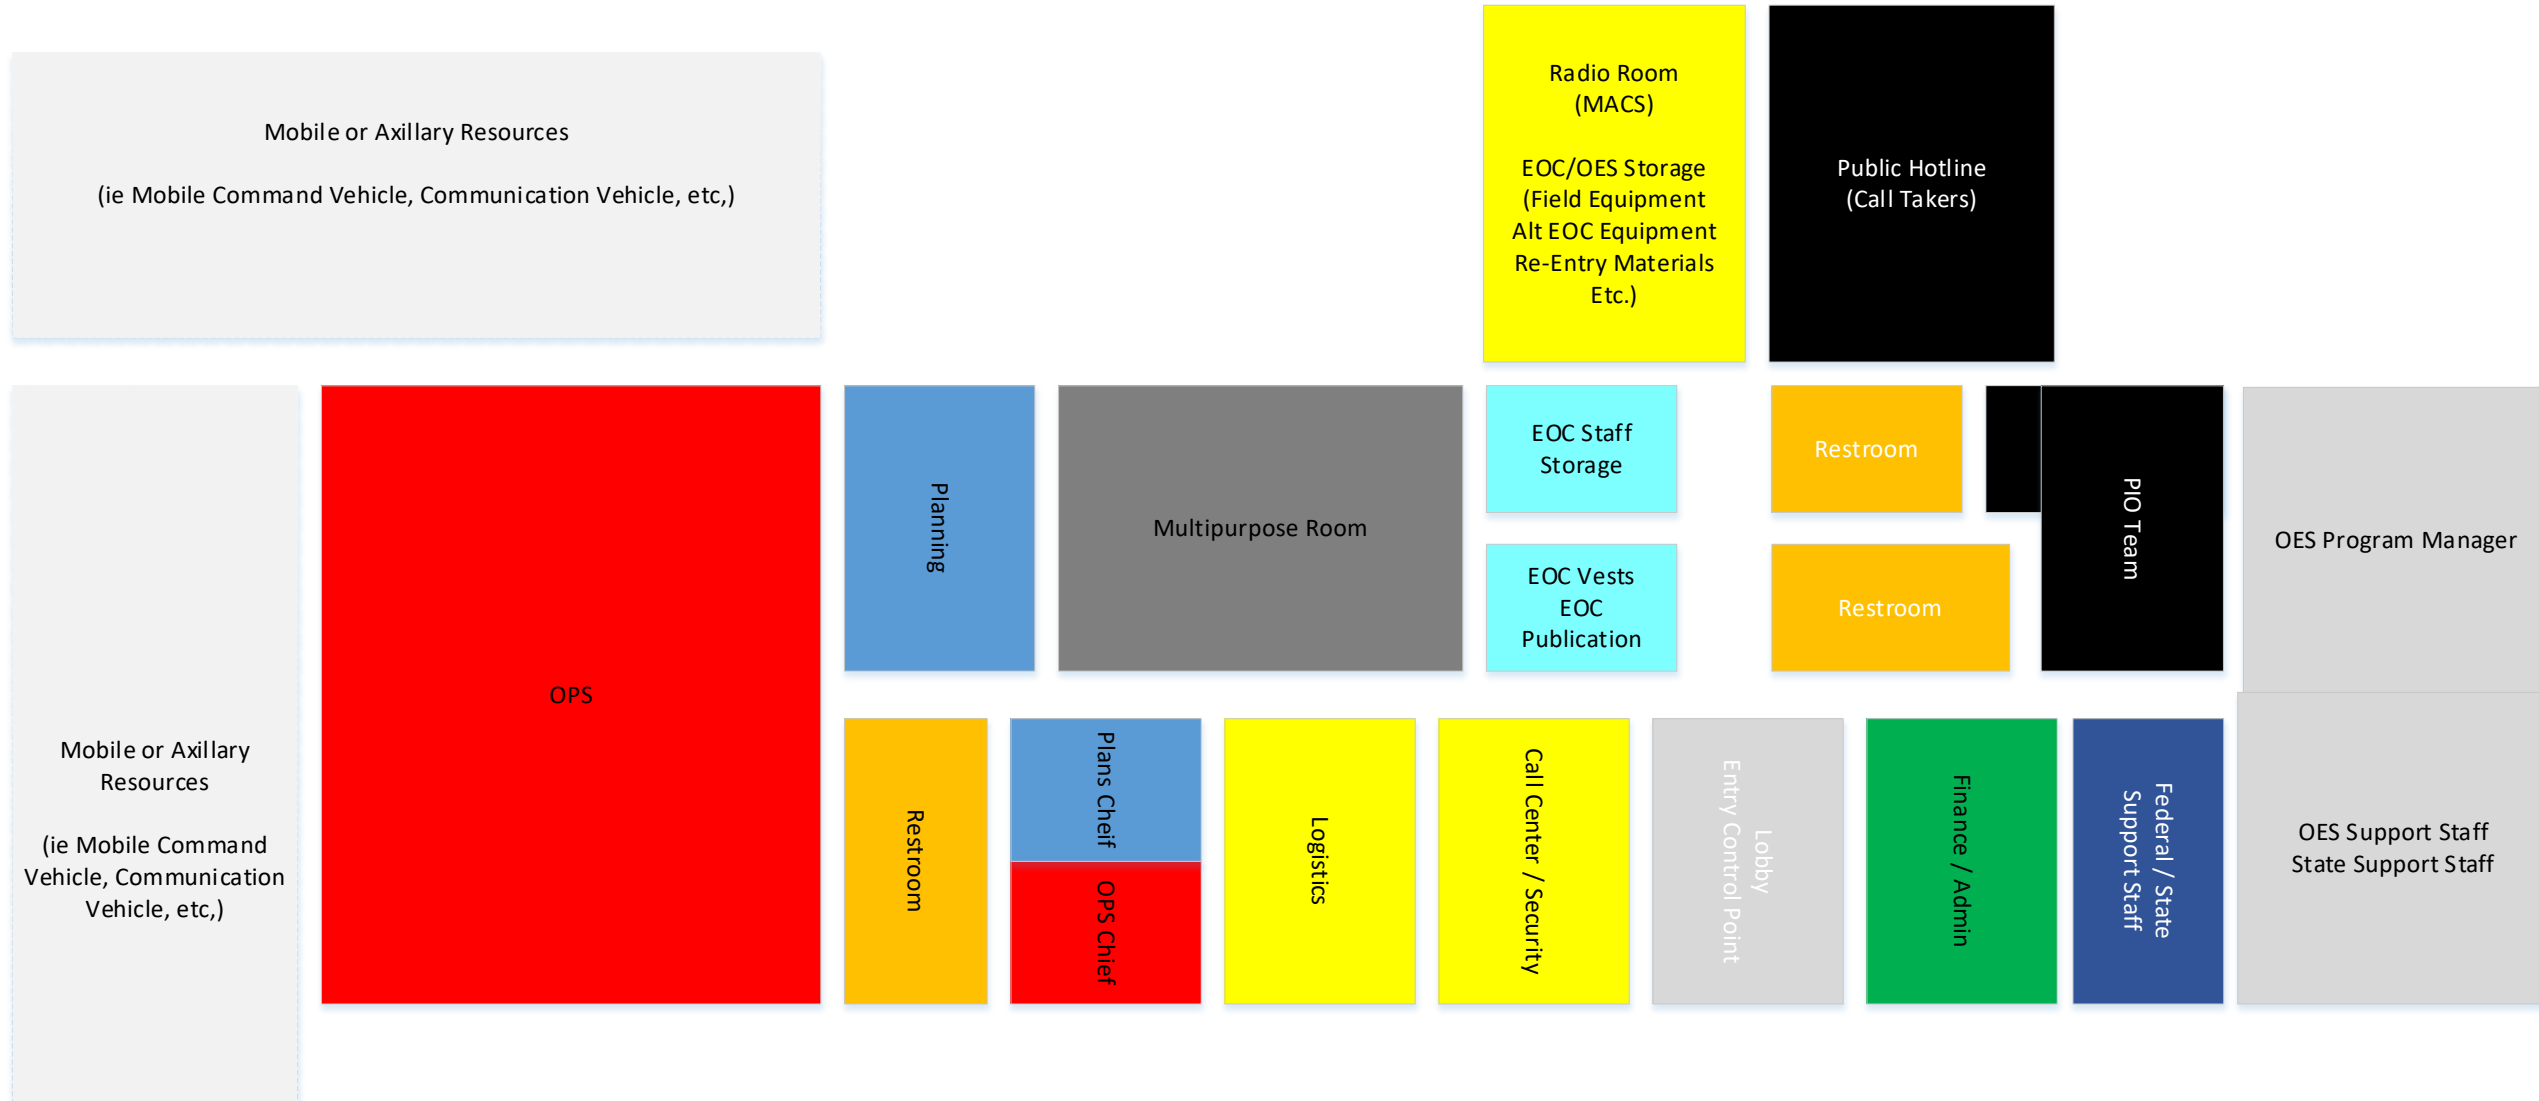 Mobile or Axillary Resources
(ie Mobile Command Vehicle, Communication Vehicle, etc,)
Radio Room
(MACS)
EOC/OES Storage
(Field Equipment
Alt EOC Equipment
Re-Entry Materials
Etc.)
Public Hotline
(Call Takers)
Mobile or Axillary
Resources
(ie Mobile Command
Vehicle, Communication
Vehicle, etc,)
OPS
Planning
Multipurpose Room
EOC Staff
Storage
EOC Vests
EOC
Publication
Restroom
Restroom
PIO Team
OES Program Manager
Restroom
Plans Cheif
OPS Chief
Logistics
Call Center / Security
Lobby
Entry Control Point
Finance / Admin
Federal / State
Support Staff
OES Support Staff
State Support Staff